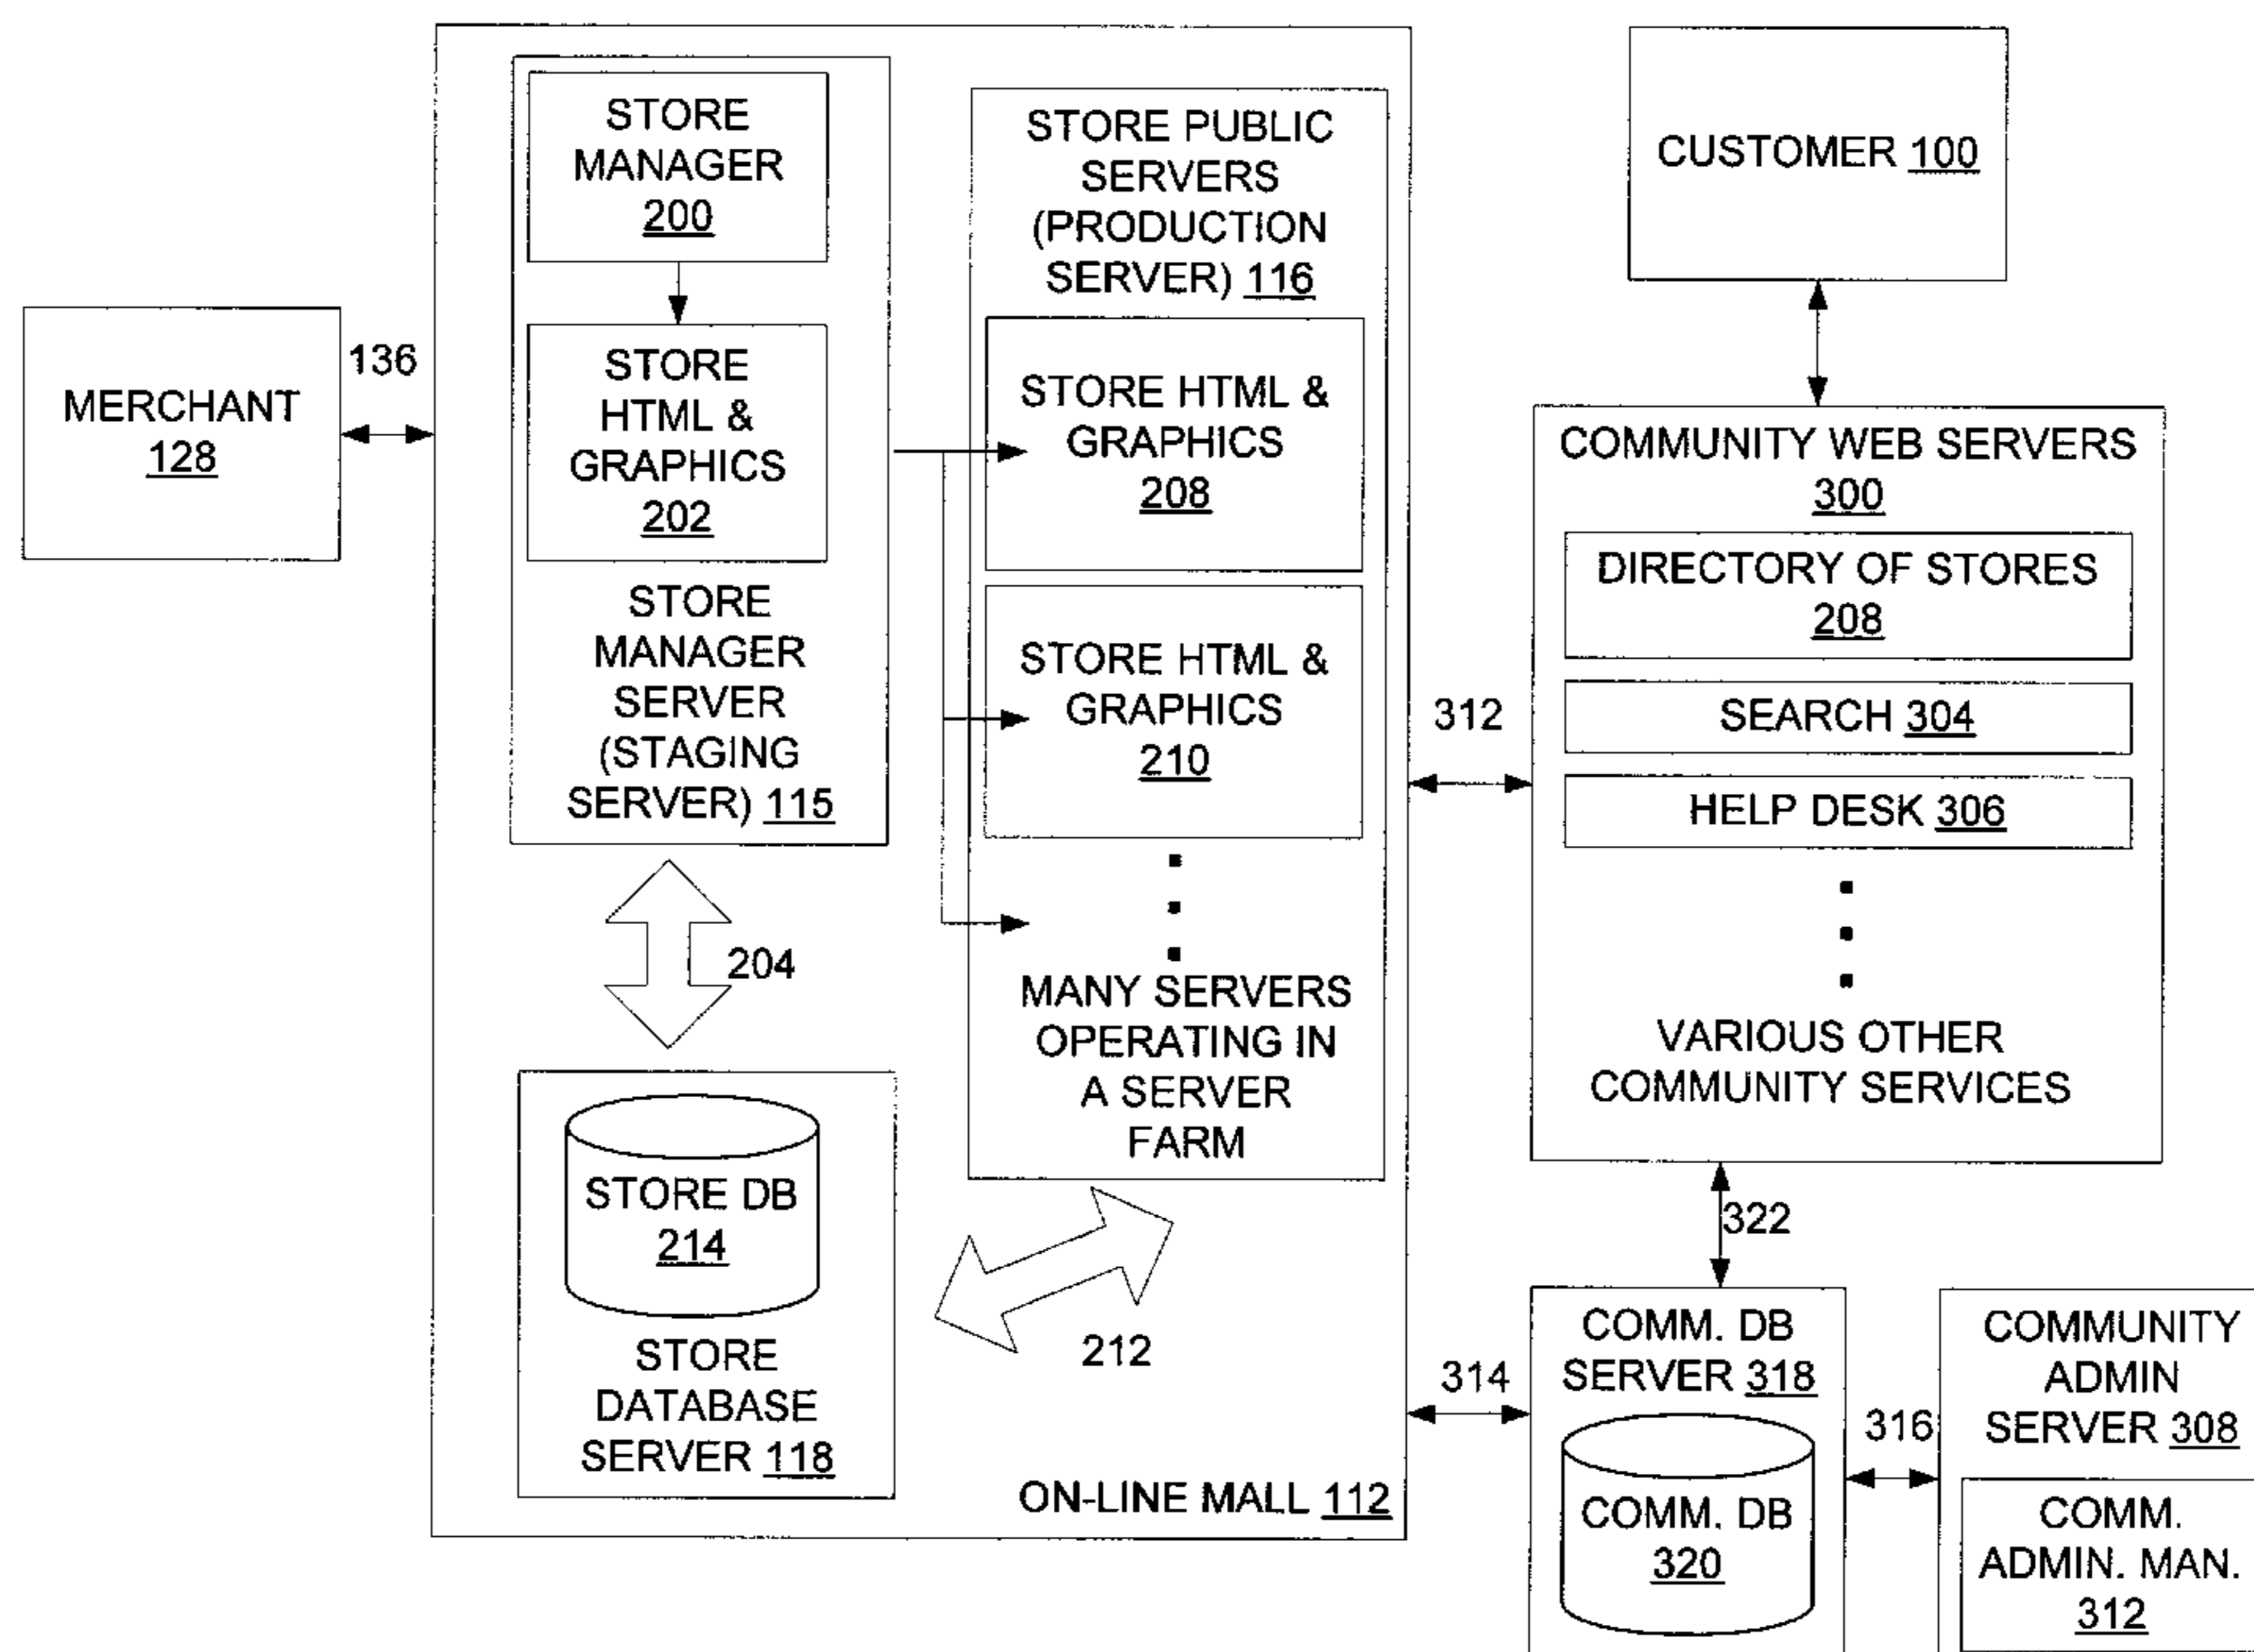 STORE
MANAGER
200
STORE
HTML &
GRAPHICS
202
STORE
MANAGER
SERVER
(STAGING
SERVER) 115
STORE PUBLIC
SERVERS
(PRODUCTION
SERVER) 116
STORE HTML &
GRAPHICS
208
STORE HTML &
GRAPHICS
210
MANY SERVERS
OPERATING IN
A SERVER
FARM
CUSTOMER 100
MERCHANT
128
136
COMMUNITY WEB SERVERS
300
DIRECTORY OF STORES
208
SEARCH 304
HELP DESK 306
VARIOUS OTHER
COMMUNITY SERVICES
312
204
STORE DB
214
STORE
DATABASE
SERVER 118
212
ON-LINE MALL 112
322
314
COMM. DB
SERVER 318
COMM. DB
320
316
COMMUNITY
ADMIN
SERVER 308
COMM.
ADMIN. MAN.
312